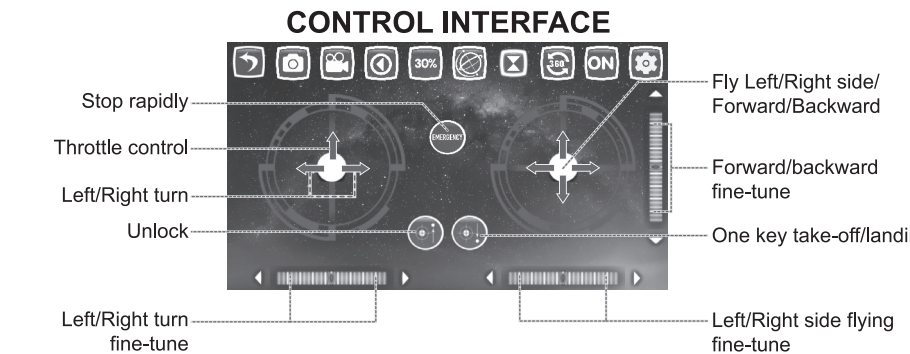 CONTROL INTERFACE
30%
360
ON
Stop rapidly
EMERGENCY
Fly Left/Right side/
Forward/Backward
Throttle control
Forward/backward
fine-tune
Left/Right turn
Unlock
One key take-off/landi
Left/Right turn
fine-tune
Left/Right side flying
fine-tune